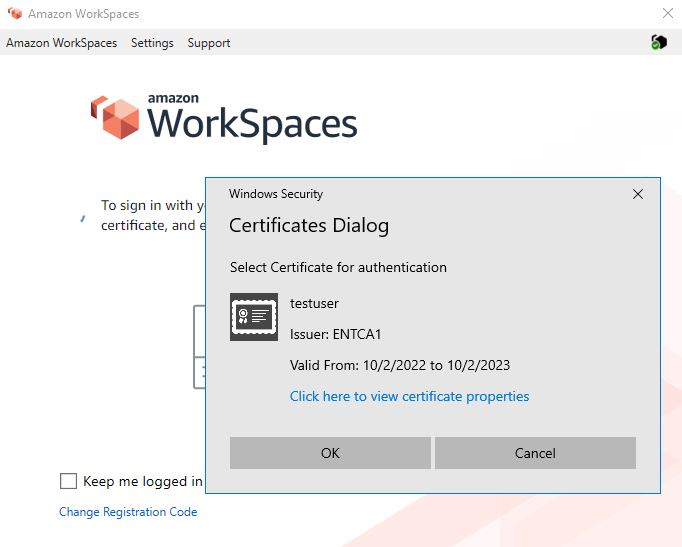 Amazon WorkSpaces
Amazon WorkSpaces Settings Support
amazon
WorkSpaces
To sign in with
certificate, and
Windows Security
Certificates Dialog
Select Certificate for authentication
testuser
Issuer: ENTCA1
Valid From: 10/2/2022 to 10/2/2023
Click here to view certificate properties
OK Cancel
Keep me logged in
Change Registration Code